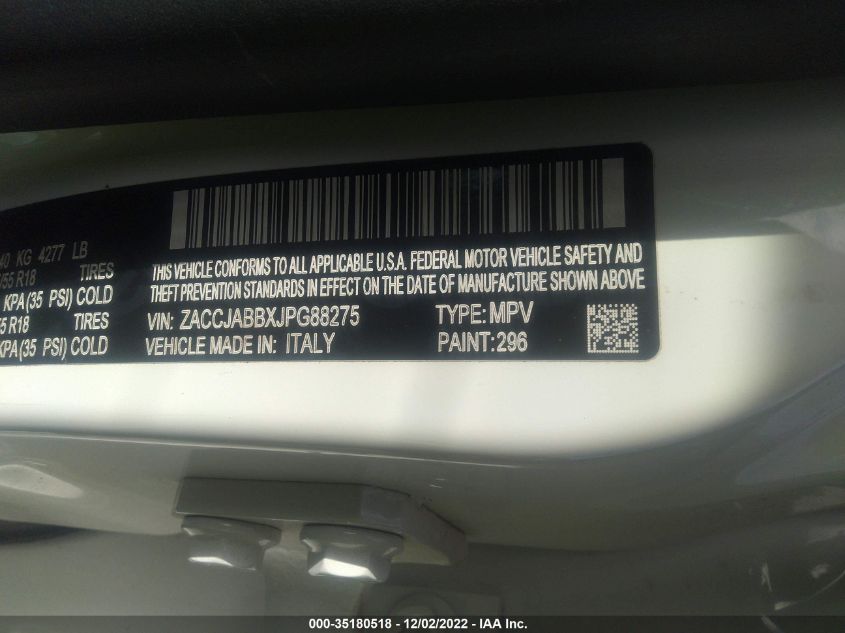 40 KG 4277 LB
/55 R18 TIRES
KPA(35 PSI) COLD
5 R18 TIRES
KPA(35 PSI) COLD
THIS VEHICLE CONFORMS TO ALL APPLICABLE U.S.A. FEDERAL MOTOR VEHICLE SAFETY AND
THEFT PREVENTION STANDARDS IN EFFECT ON THE DATE OF MANUFACTURE SHOWN ABOVE
VIN: ZACCJABBXJPG88275 TYPE: MPV
VEHICLE MADE IN: ITALY PAINT:296
000-35180518 - 12/02/2022 - IAA Inc.